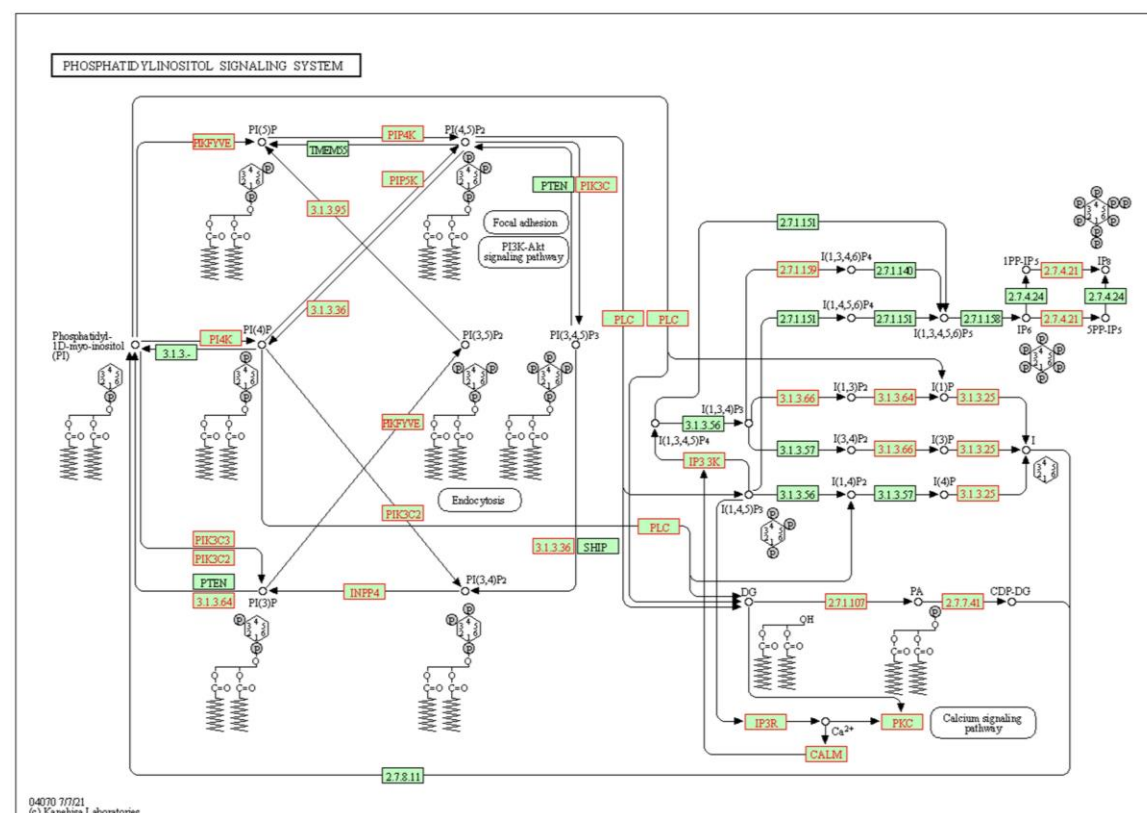 PHOSPHATIDYLINOSITOL SIGNALING SYSTEM
PI(5)P
PI(4,5)P2
PIKFYVE
PIP4K
TMEM55
PIP5K
3.1.3.95
PTEN
PIK3C
Focal adhesion
PI3K-Akt
signaling pathway
3.1.3.36
Phosphatidyl-
1D-myo-inositol
(PI)
PI4K
PI(4)P
3.1.3.-
PI(3,5)P2
PI(3,4,5)P3
PLC
PLC
PIKFYVE
Endocytosis
PIK3C2
PLC
PIK3C3
PIK3C2
PTEN
3.1.3.64
PI(3)P
INPP4
PI(3,4)P2
3.1.3.36
SHIP
2.7.1.151
I(1,3,4,6)P4
2.7.1.159
2.7.1.140
1PP-IP5
2.7.4.21
IP8
2.7.4.24
2.7.4.24
I(1,4,5,6)P4
2.7.1.151
2.7.1.151
I(1,3,4,5,6)P5
2.7.1.158
IP6
2.7.4.21
5PP-IP5
I(1,3,4)P3
3.1.3.56
I(1,3,4,5)P4
3.1.3.66
I(1,3)P2
3.1.3.64
I(1)P
3.1.3.25
3.1.3.57
I(3,4)P2
3.1.3.66
I(3)P
3.1.3.25
I
IP3 3K
I(1,4,5)P3
3.1.3.56
I(1,4)P2
3.1.3.57
I(4)P
3.1.3.25
DG
2.7.1.107
PA
2.7.7.41
CDP-DG
OH
IP3R
Ca2+
PKC
CALM
Calcium signaling
pathway
2.7.8.11
04070 7/7/21
(c) Kanehisa Laboratories